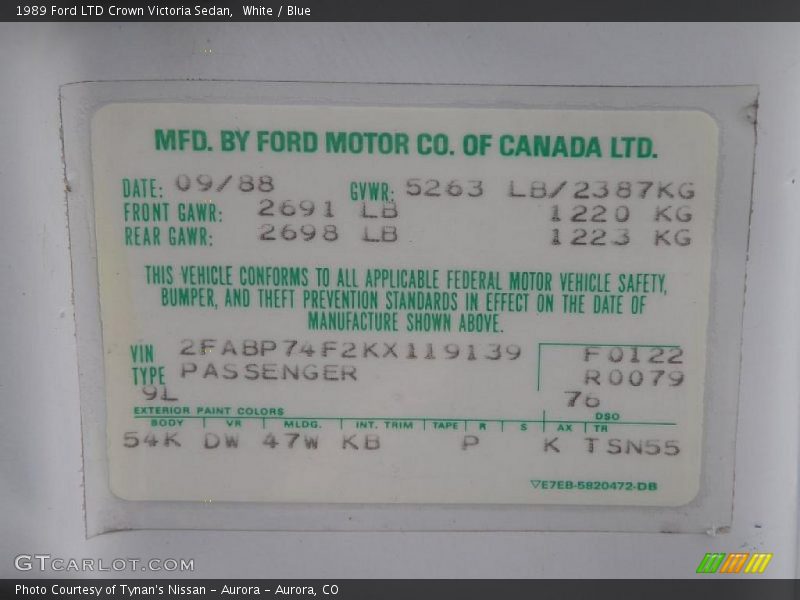 1989 Ford LTD Crown Victoria Sedan, White / Blue
MFD. BY FORD MOTOR CO. OF CANADA LTD.
DATE: 09/88 GVWR: 5263 LB/2387KG
FRONT GAWR: 2691 LB 1220 KG
REAR GAWR: 2698 LB 1223 KG
THIS VEHICLE CONFORMS TO ALL APPLICABLE FEDERAL MOTOR VEHICLE SAFETY,
BUMPER, AND THEFT PREVENTION STANDARDS IN EFFECT ON THE DATE OF
MANUFACTURE SHOWN ABOVE.
VIN 2FABP74F2KX119139 F0122
TYPE PASSENGER R0079
9L 76
EXTERIOR PAINT COLORS DSO
BODY VR MLDG. INT. TRIM TAPE R S AX TR
54K DW 47W KB P K T SN55
▽E7EB-5820472-DB
GTCARLOT.COM
Photo Courtesy of Tynan's Nissan - Aurora - Aurora, CO